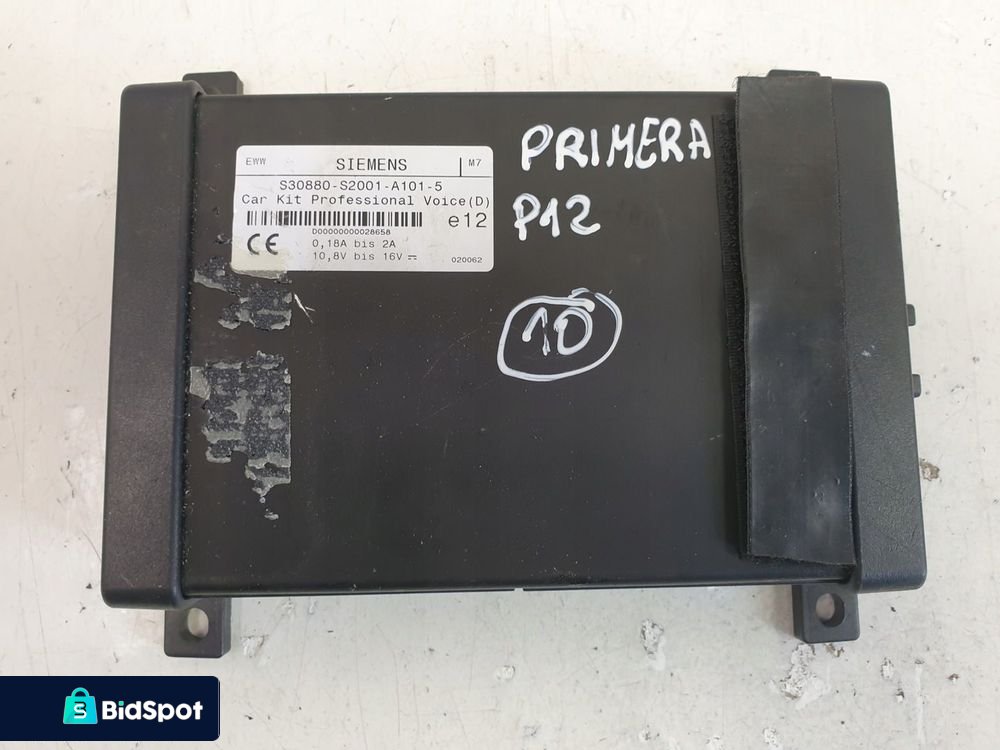 EWW SIEMENS M7
S30880-S2001-A101-5
Car Kit Professional Voice(D)
e12
D00000000028658
CE 0,18A bis 2A
10,8V bis 16V 020062
PRIMERA
P12
10
BidSpot